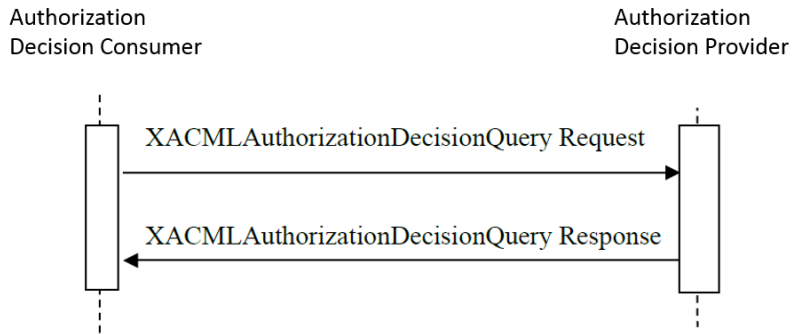 Authorization
Decision Consumer
Authorization
Decision Provider
XACMLAuthorizationDecisionQuery Request
XACMLAuthorizationDecisionQuery Response